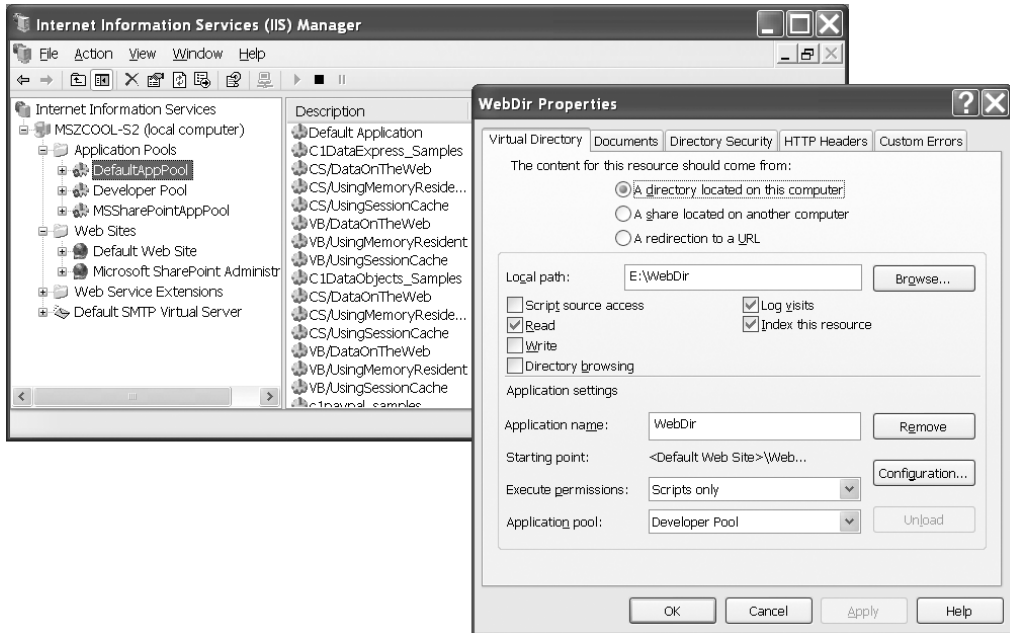 Internet Information Services (IIS) Manager
File Action View Window Help
Internet Information Services
MSZCOOL-S2 (local computer)
Application Pools
DefaultAppPool
Developer Pool
MSSharePointAppPool
Web Sites
Default Web Site
Microsoft SharePoint Administr
Web Service Extensions
Default SMTP Virtual Server
Description
Default Application
C1DataExpress_Samples
CS/DataOnTheWeb
CS/UsingMemoryReside...
CS/UsingSessionCache
VB/DataOnTheWeb
VB/UsingMemoryResident
VB/UsingSessionCache
C1DataObjects_Samples
CS/DataOnTheWeb
CS/UsingMemoryReside...
CS/UsingSessionCache
VB/DataOnTheWeb
VB/UsingMemoryResident
VB/UsingSessionCache
c1paypal_samples
WebDir Properties
Virtual Directory Documents Directory Security HTTP Headers Custom Errors
The content for this resource should come from:
A directory located on this computer
A share located on another computer
A redirection to a URL
Local path: E:\WebDir Browse...
Script source access Log visits
Read Index this resource
Write
Directory browsing
Application settings
Application name: WebDir Remove
Starting point: <Default Web Site>\Web...
Configuration...
Execute permissions: Scripts only
Application pool: Developer Pool Unload
OK Cancel Apply Help